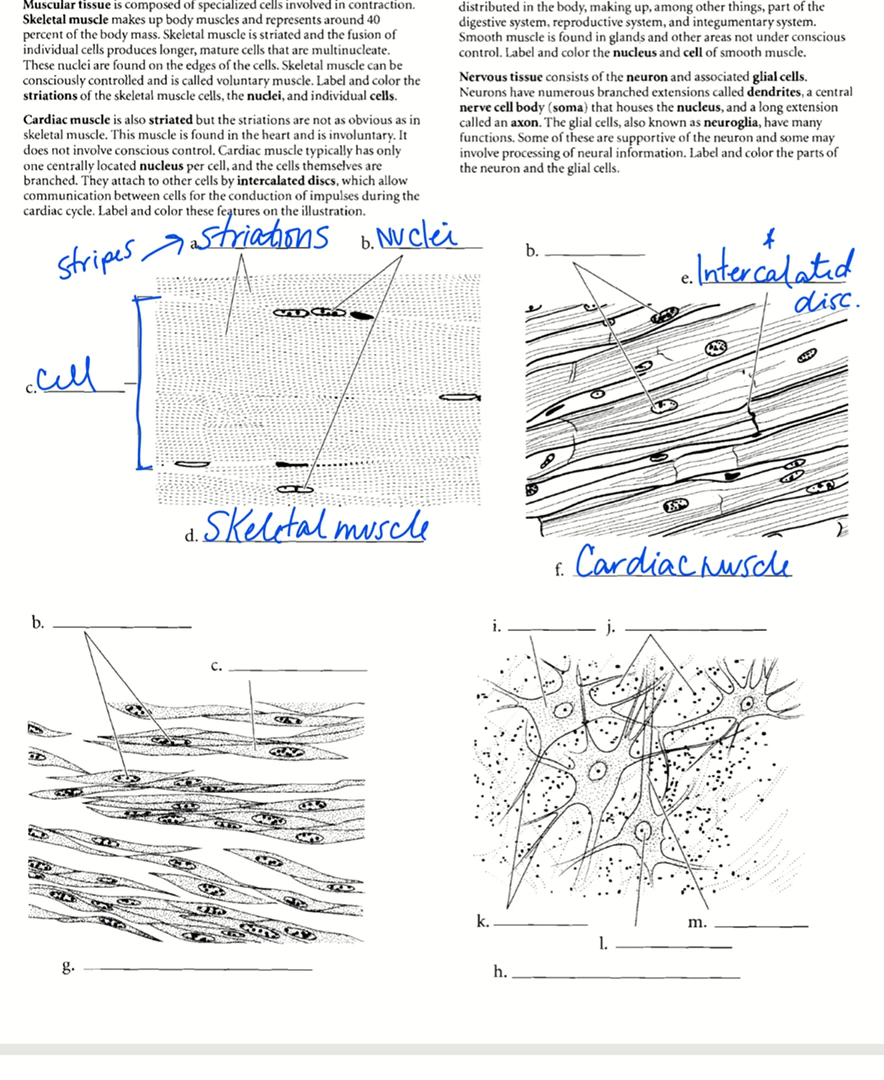 Muscular tissue is composed of specialized cells involved in contraction.
Skeletal muscle makes up body muscles and represents around 40
percent of the body mass. Skeletal muscle is striated and the fusion of
individual cells produces longer, mature cells that are multinucleate.
These nuclei are found on the edges of the cells. Skeletal muscle can be
consciously controlled and is called voluntary muscle. Label and color the
striations of the skeletal muscle cells, the nuclei, and individual cells.
Cardiac muscle is also striated but the striations are not as obvious as in
skeletal muscle. This muscle is found in the heart and is involuntary. It
does not involve conscious control. Cardiac muscle typically has only
one centrally located nucleus per cell, and the cells themselves are
branched. They attach to other cells by intercalated discs, which allow
communication between cells for the conduction of impulses during the
cardiac cycle. Label and color these features on the illustration.
distributed in the body, making up, among other things, part of the
digestive system, reproductive system, and integumentary system.
Smooth muscle is found in glands and other areas not under conscious
control. Label and color the nucleus and cell of smooth muscle.
Nervous tissue consists of the neuron and associated glial cells.
Neurons have numerous branched extensions called dendrites, a central
nerve cell body (soma) that houses the nucleus, and a long extension
called an axon. The glial cells, also known as neuroglia, have many
functions. Some of these are supportive of the neuron and some may
involve processing of neural information. Label and color the parts of
the neuron and the glial cells.
stripes
a. striations
b. Nuclei
c. Cell
d. Skeletal muscle
b.
e. Intercalated
disc.
f. Cardiac muscle
b.
c.
g.
i.
j.
k.
m.
l.
h.